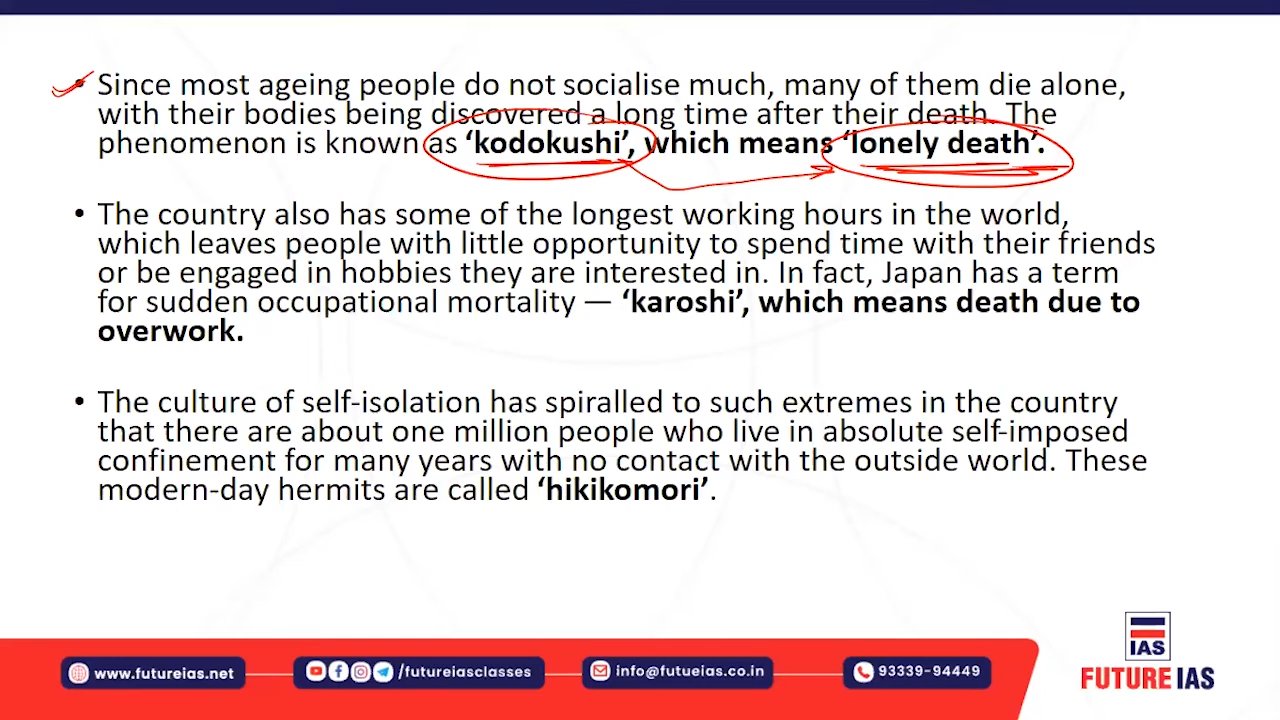 • Since most ageing people do not socialise much, many of them die alone,
with their bodies being discovered a long time after their death. The
phenomenon is known as ‘kodokushi’, which means ‘lonely death’.
• The country also has some of the longest working hours in the world,
which leaves people with little opportunity to spend time with their friends
or be engaged in hobbies they are interested in. In fact, Japan has a term
for sudden occupational mortality — ‘karoshi’, which means death due to
overwork.
• The culture of self-isolation has spiralled to such extremes in the country
that there are about one million people who live in absolute self-imposed
confinement for many years with no contact with the outside world. These
modern-day hermits are called ‘hikikomori’.
IAS
FUTURE IAS
www.futureias.net
/futureiasclasses
info@futueias.co.in
93339-94449